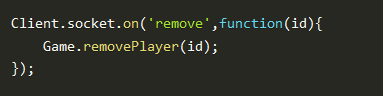 Client.socket.on('remove',function(id){
    Game.removePlayer(id);
});